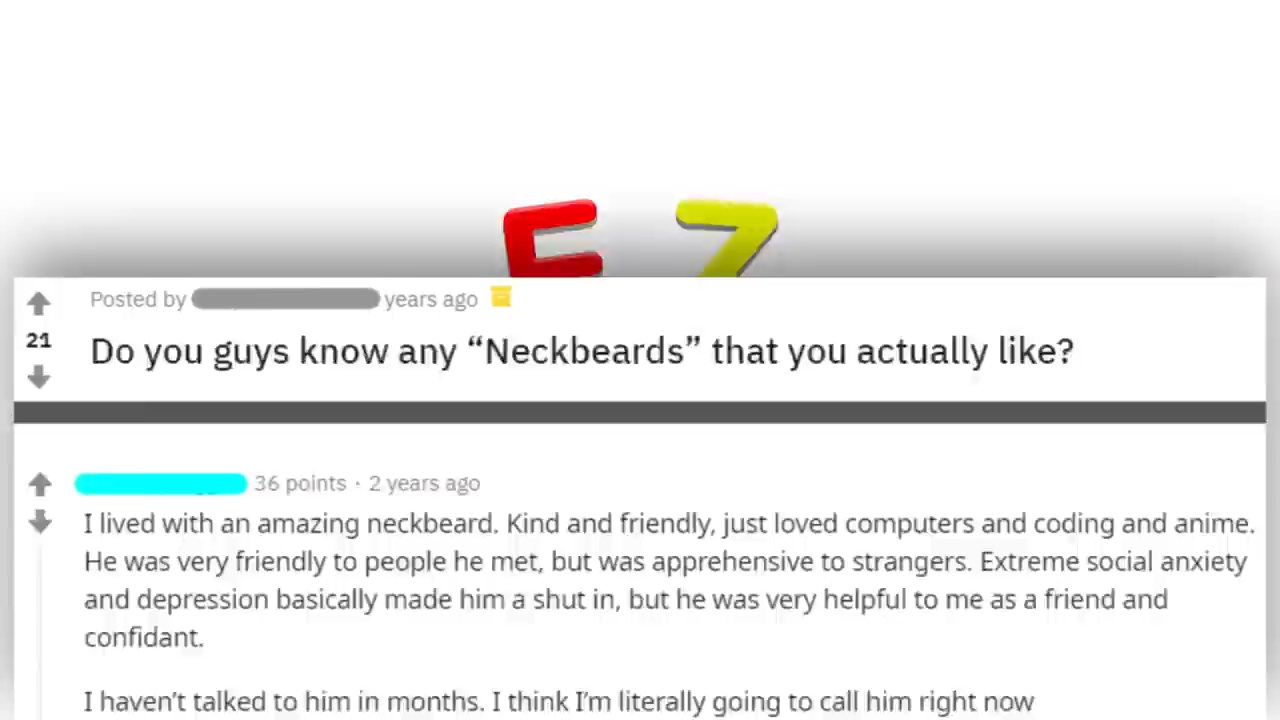 E Z
Posted by years ago
21
Do you guys know any “Neckbeards” that you actually like?
36 points · 2 years ago
I lived with an amazing neckbeard. Kind and friendly, just loved computers and coding and anime.
He was very friendly to people he met, but was apprehensive to strangers. Extreme social anxiety
and depression basically made him a shut in, but he was very helpful to me as a friend and
confidant.
I haven’t talked to him in months. I think I’m literally going to call him right now